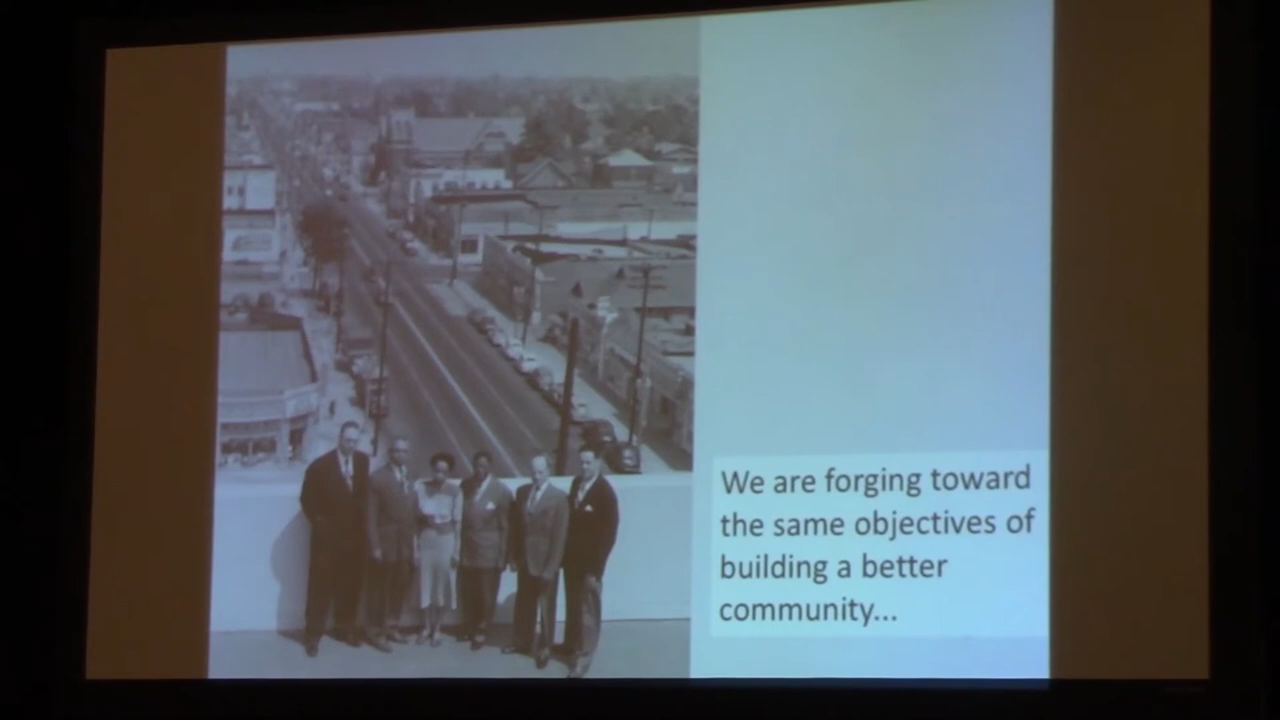 We are forging toward
the same objectives of
building a better
community...